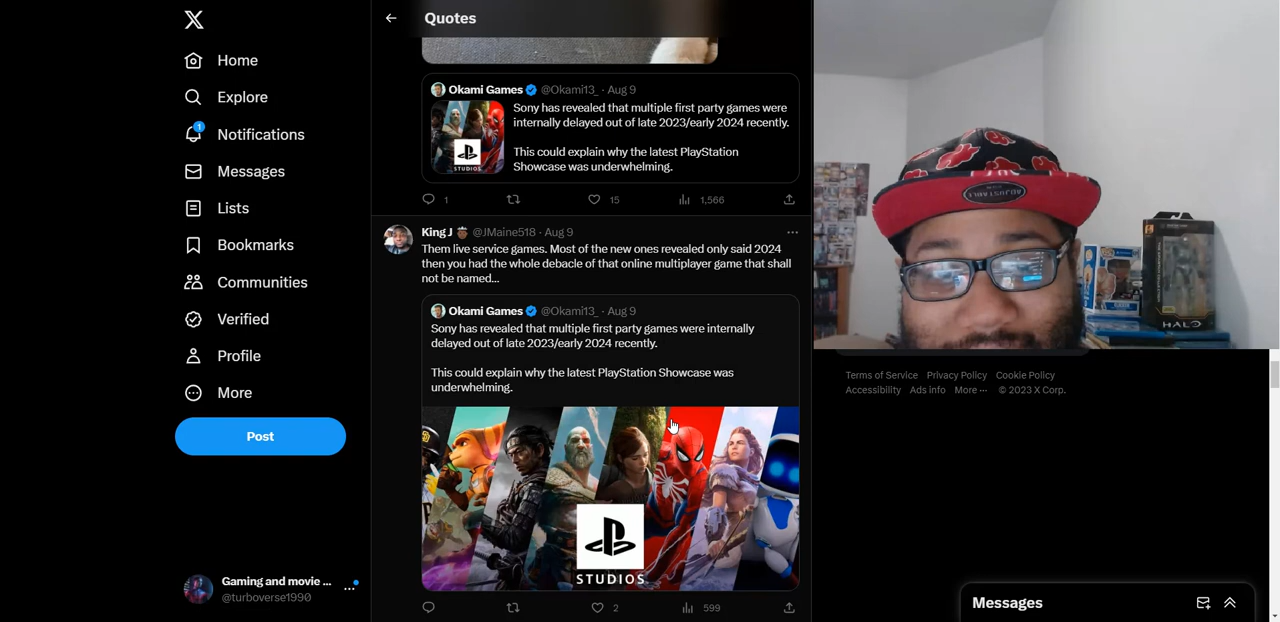 X
Home
Explore
1
Notifications
Messages
Lists
Bookmarks
Communities
Verified
Profile
More
Post
Gaming and movie ...
@turboverse1990
Quotes
Okami Games @Okami13_ · Aug 9
Sony has revealed that multiple first party games were
internally delayed out of late 2023/early 2024 recently.
This could explain why the latest PlayStation
Showcase was underwhelming.
STUDIOS
1
15
1,566
King J @JMaine518 · Aug 9
Them live service games. Most of the new ones revealed only said 2024
then you had the whole debacle of that online multiplayer game that shall
not be named...
Okami Games @Okami13_ · Aug 9
Sony has revealed that multiple first party games were internally
delayed out of late 2023/early 2024 recently.
This could explain why the latest PlayStation Showcase was
underwhelming.
STUDIOS
2
599
ADJUSTABLE
HALO
Terms of Service Privacy Policy Cookie Policy
Accessibility Ads info More ··· © 2023 X Corp.
Messages